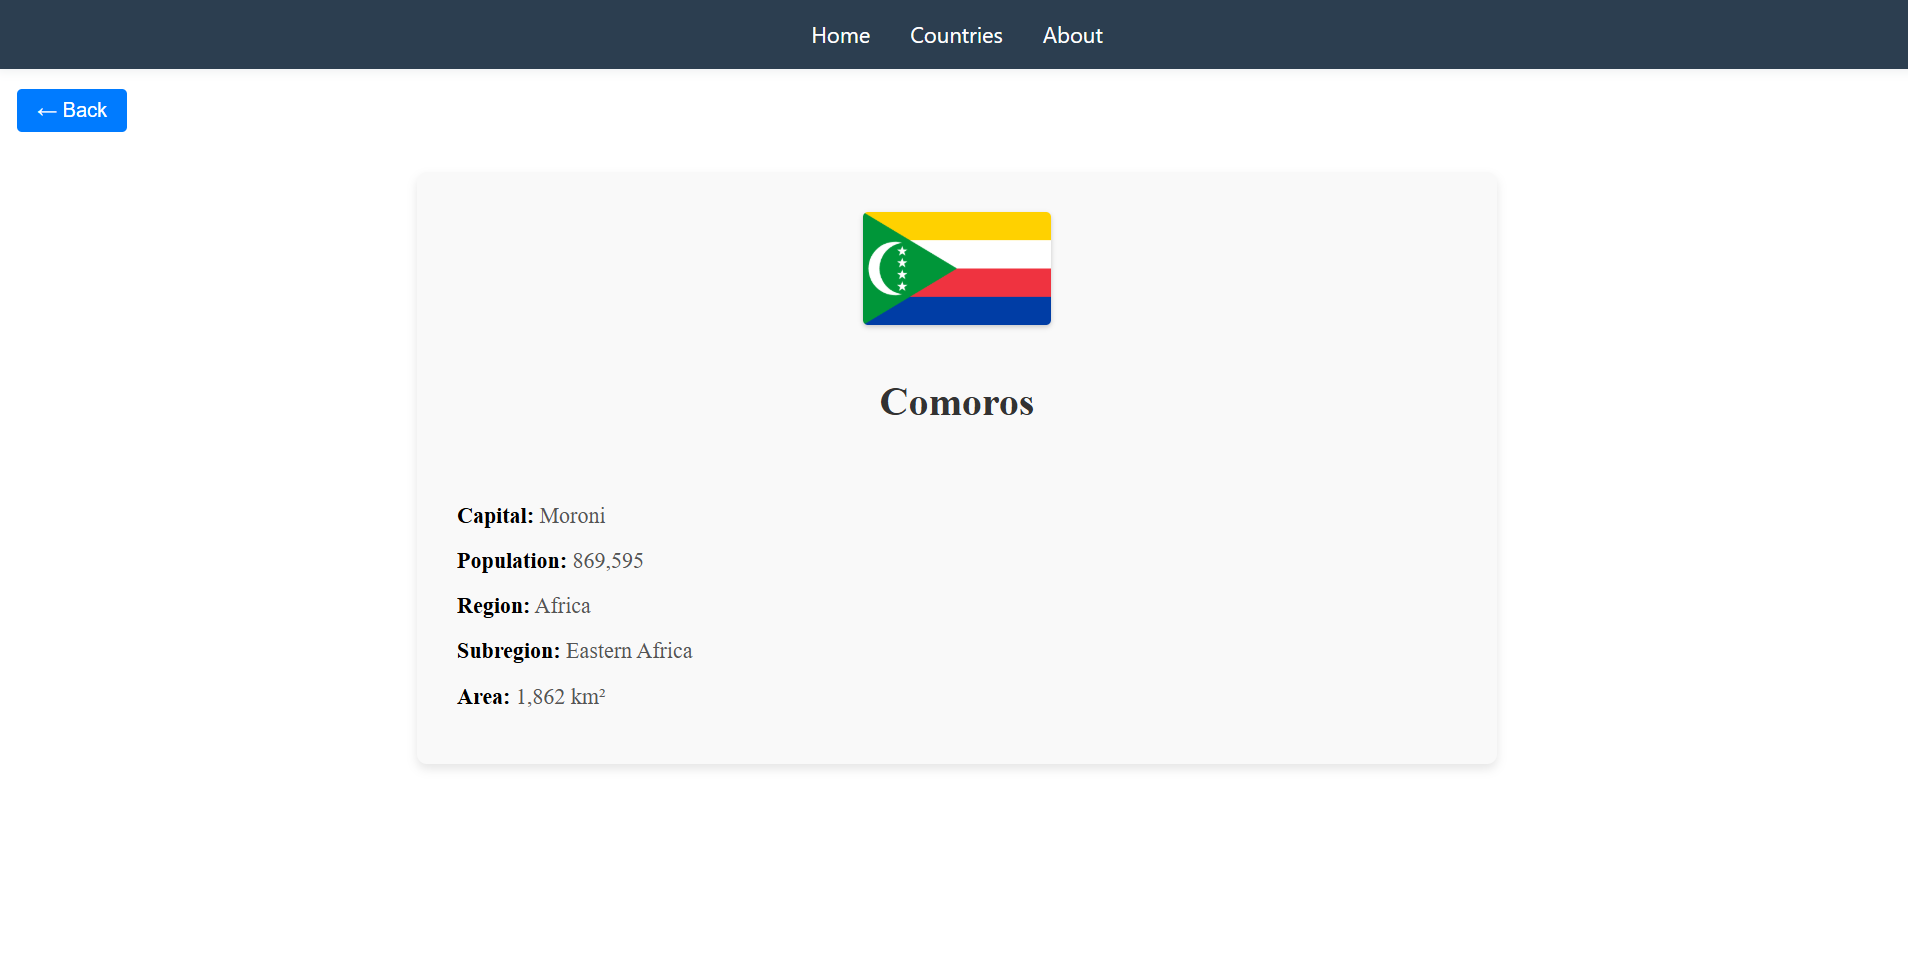 Home Countries About
← Back
Comoros
Capital: Moroni
Population: 869,595
Region: Africa
Subregion: Eastern Africa
Area: 1,862 km²